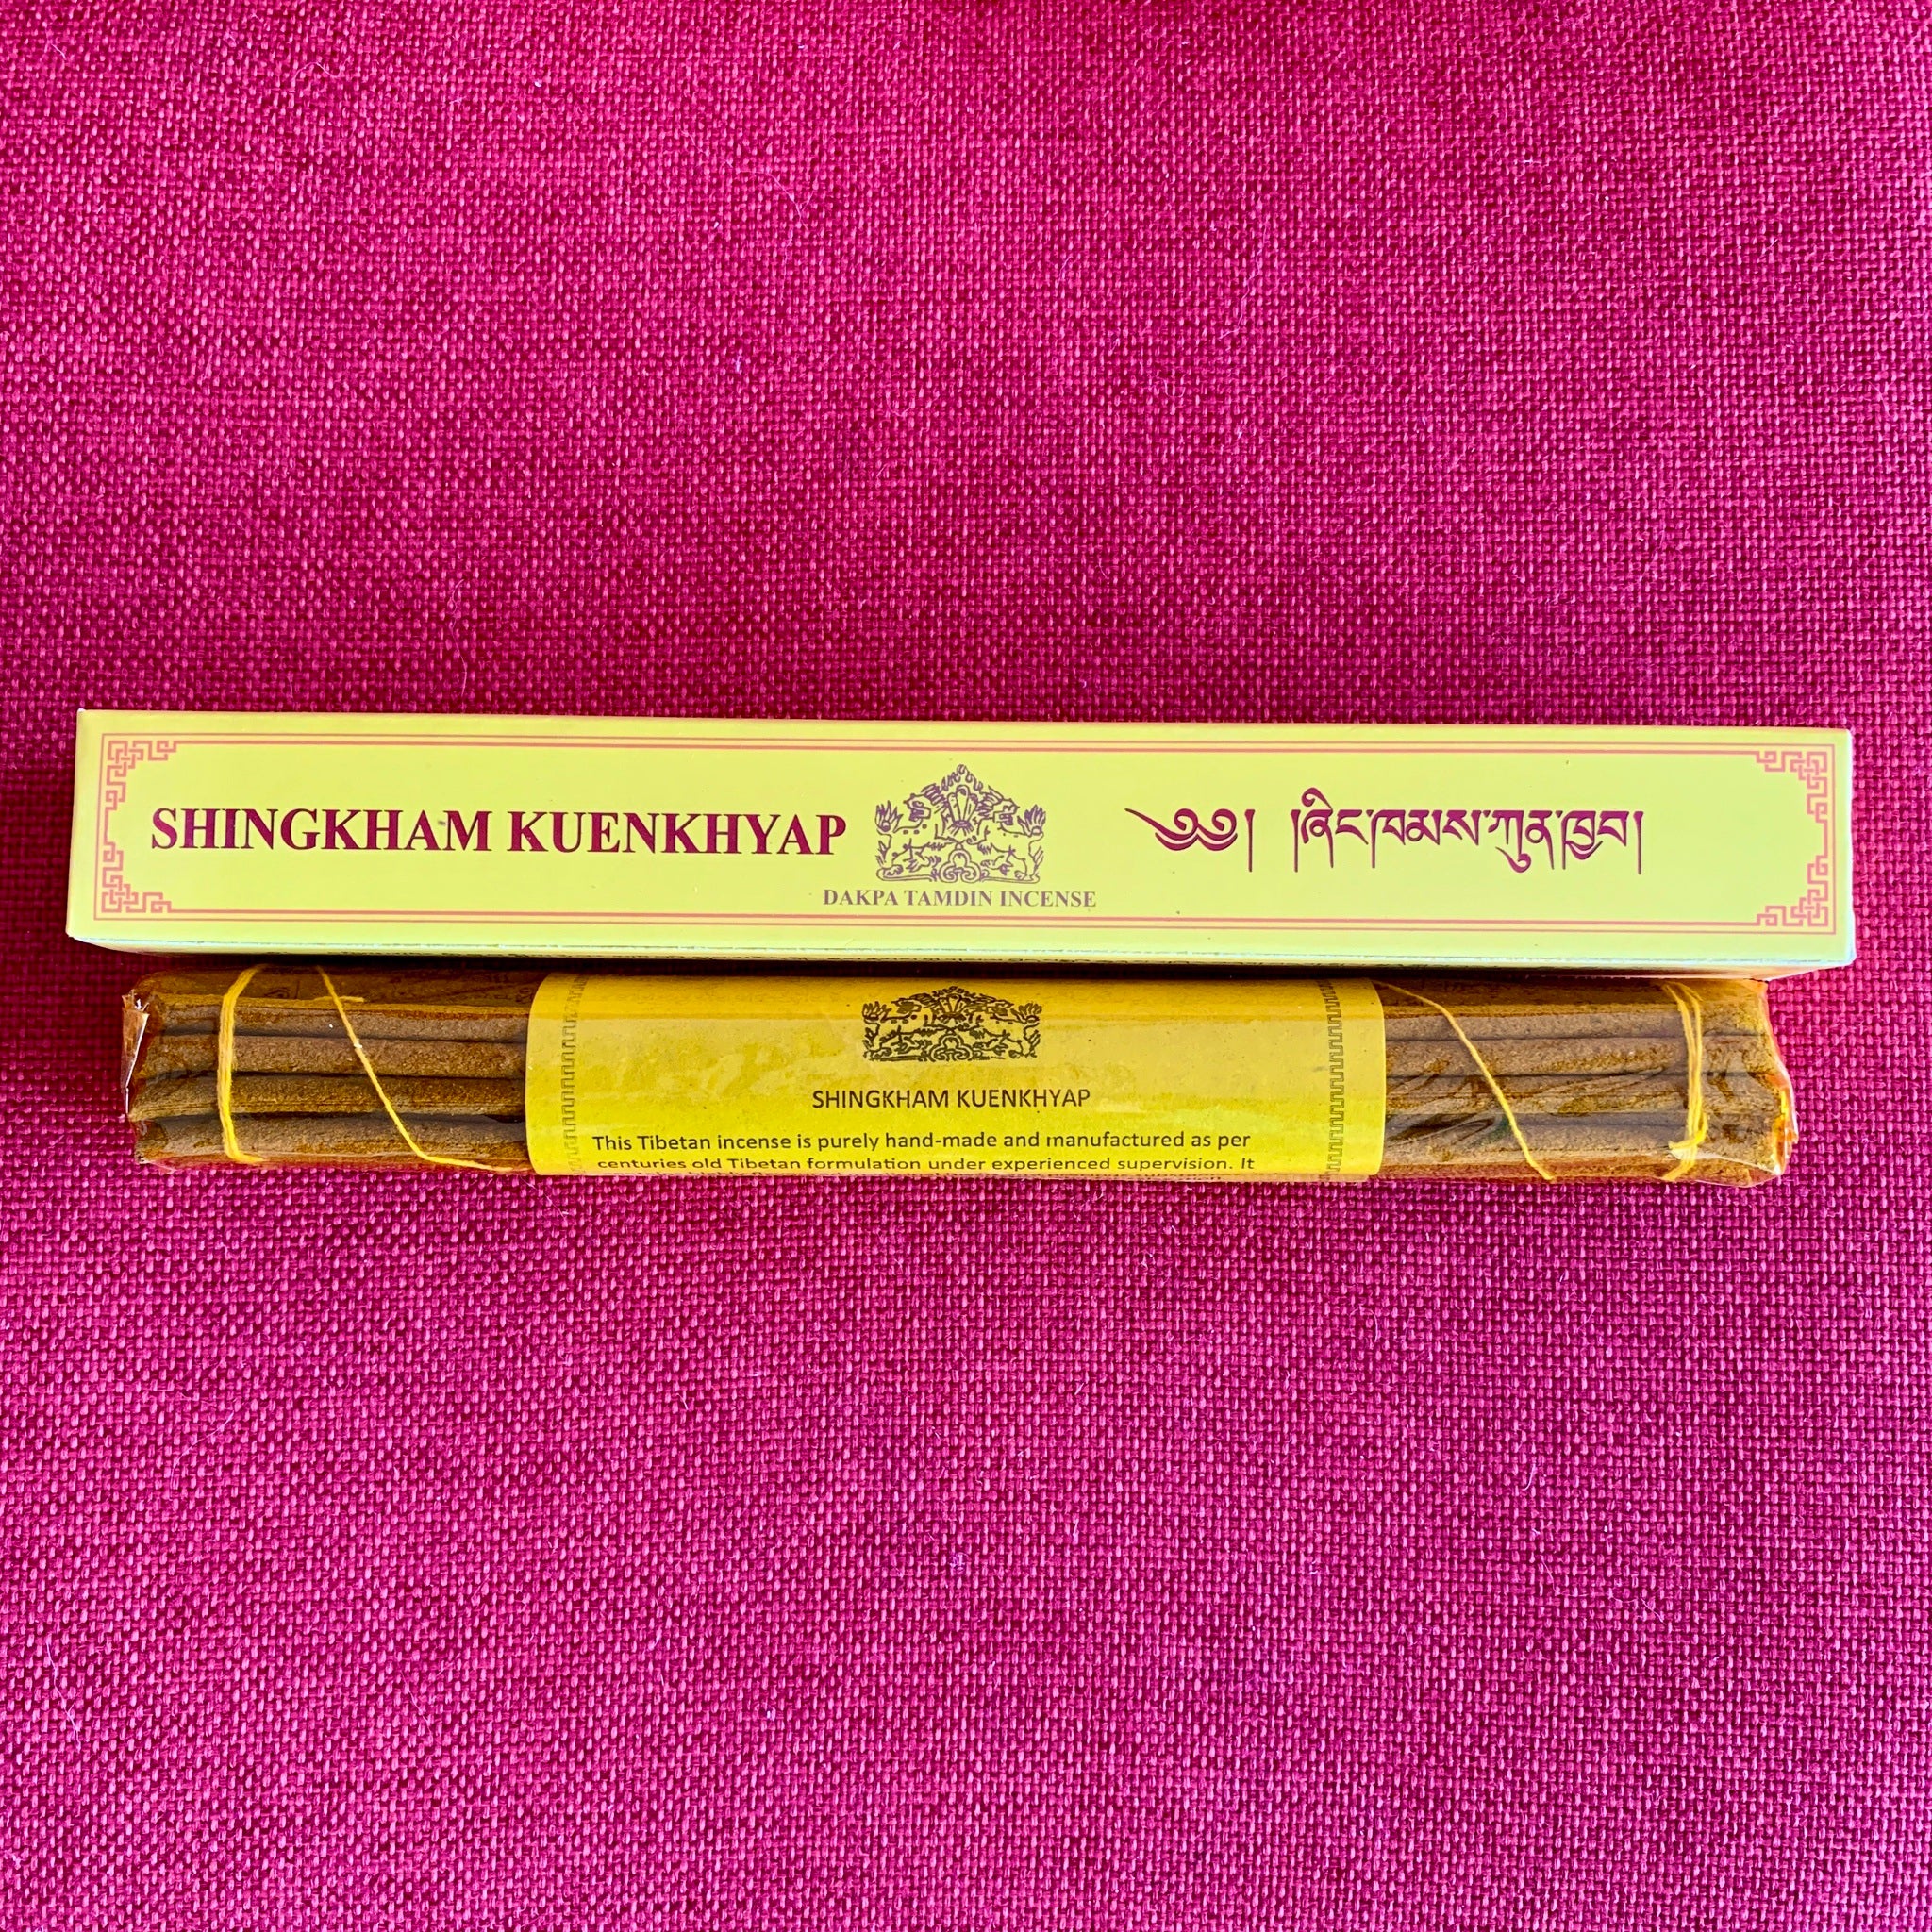 SHINGKHAM KUENKHYAP
DAKPA TAMDIN INCENSE
༄༅། །ཞིང་ཁམས་ཀུན་ཁྱབ།
SHINGKHAM KUENKHYAP
This Tibetan incense is purely hand-made and manufactured as per
centuries old Tibetan formulation under experienced supervision. It